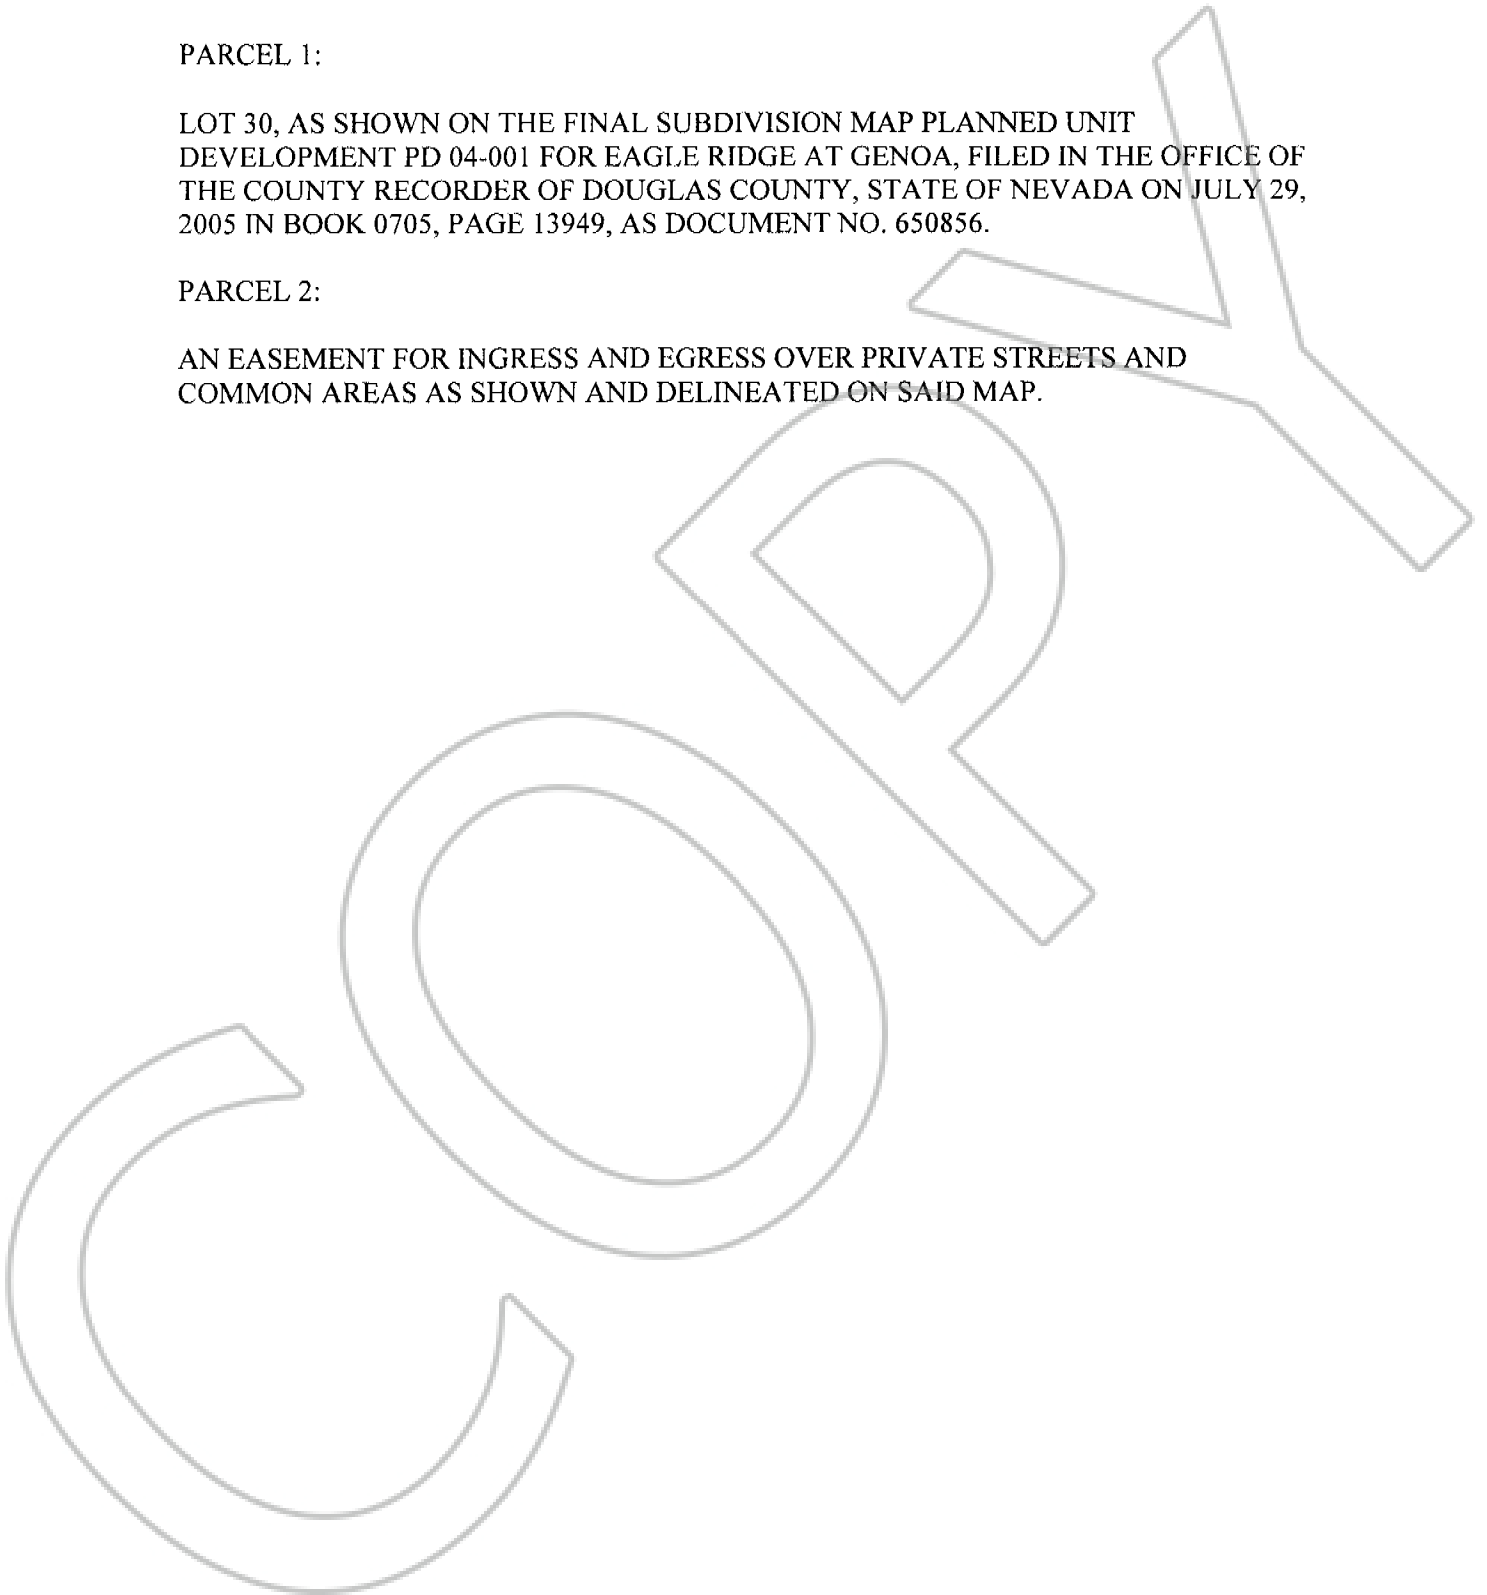 PARCEL 1:
LOT 30, AS SHOWN ON THE FINAL SUBDIVISION MAP PLANNED UNIT
DEVELOPMENT PD 04-001 FOR EAGLE RIDGE AT GENOA, FILED IN THE OFFICE OF
THE COUNTY RECORDER OF DOUGLAS COUNTY, STATE OF NEVADA ON JULY 29,
2005 IN BOOK 0705, PAGE 13949, AS DOCUMENT NO. 650856.
PARCEL 2:
AN EASEMENT FOR INGRESS AND EGRESS OVER PRIVATE STREETS AND
COMMON AREAS AS SHOWN AND DELINEATED ON SAID MAP.
COPY